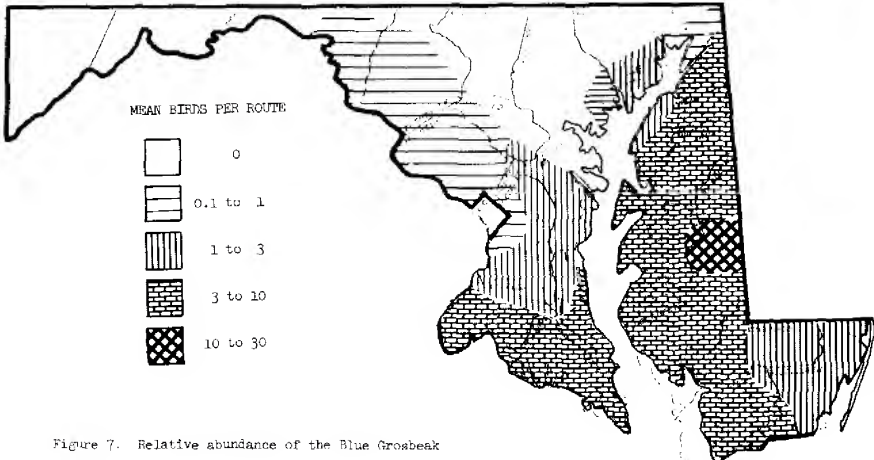 MEAN BIRDS PER ROUTE
0
0.1 to 1
1 to 3
3 to 10
10 to 30
Figure 7. Relative abundance of the Blue Grosbeak